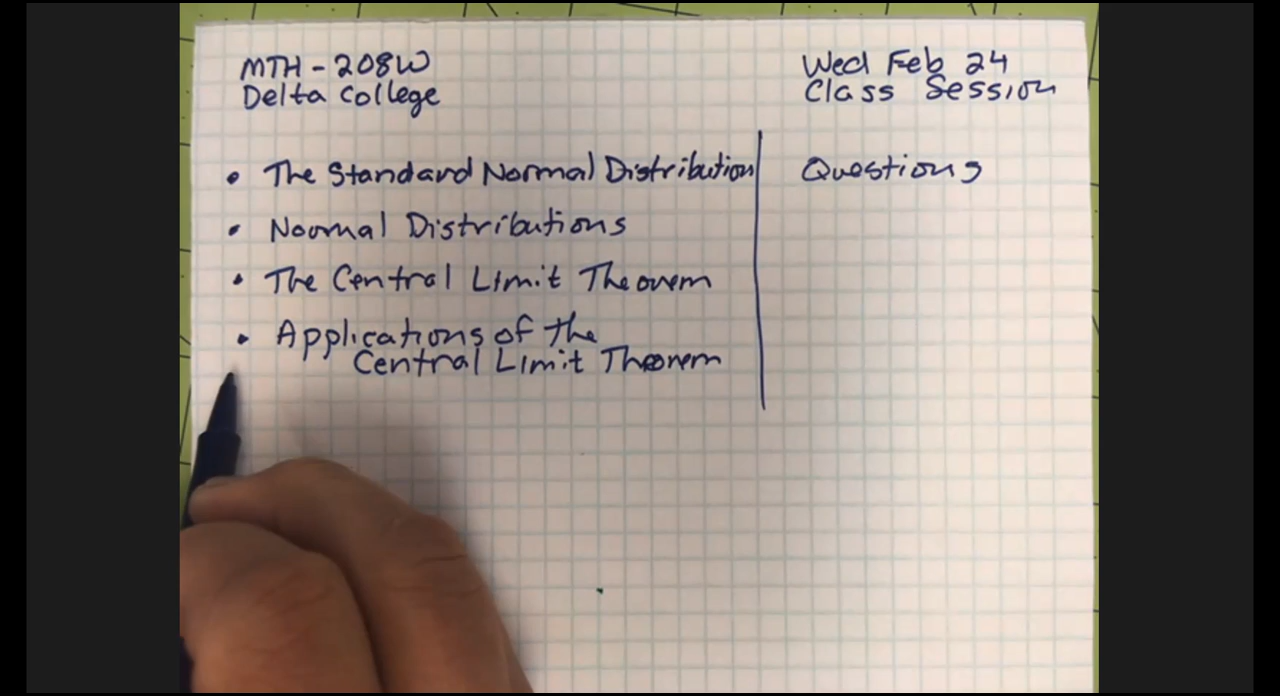 MTH - 208W
Delta College
Wed Feb 24
Class Session
• The Standard Normal Distribution
• Normal Distributions
• The Central Limit Theorem
• Applications of the
Central Limit Theorem
Questions